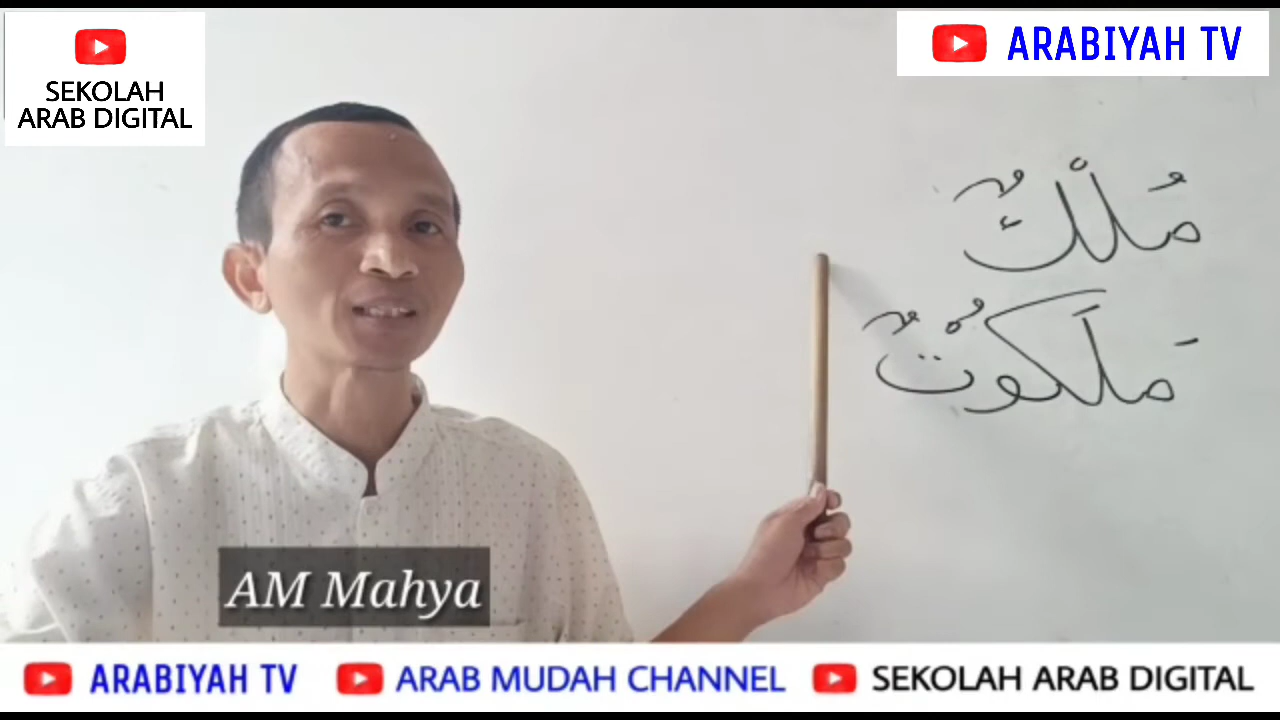 SEKOLAH
ARAB DIGITAL
ARABIYAH TV
مُلْكٌ
مَلَكُوْتٌ
AM Mahya
ARABIYAH TV ARAB MUDAH CHANNEL SEKOLAH ARAB DIGITAL